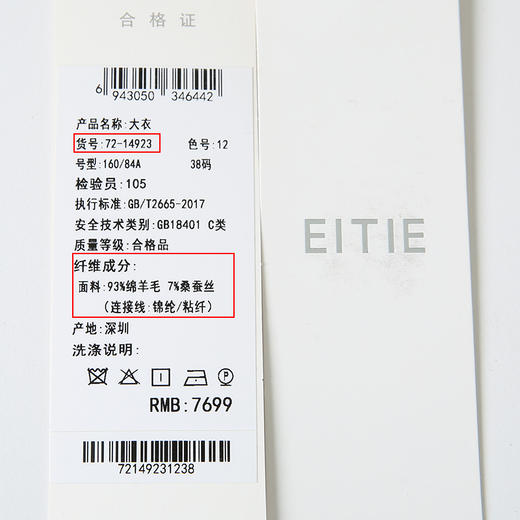 合格证
6 943050 346442
产品名称:大衣
货号:72-14923 色号:12
号型:160/84A 38码
检验员:105
执行标准:GB/T2665-2017
安全技术类别:GB18401 C类
质量等级:合格品
纤维成分:
面料:93%绵羊毛 7%桑蚕丝
(连接线:锦纶/粘纤)
产地:深圳
洗涤说明:
RMB:7699
72149231238
EITIE